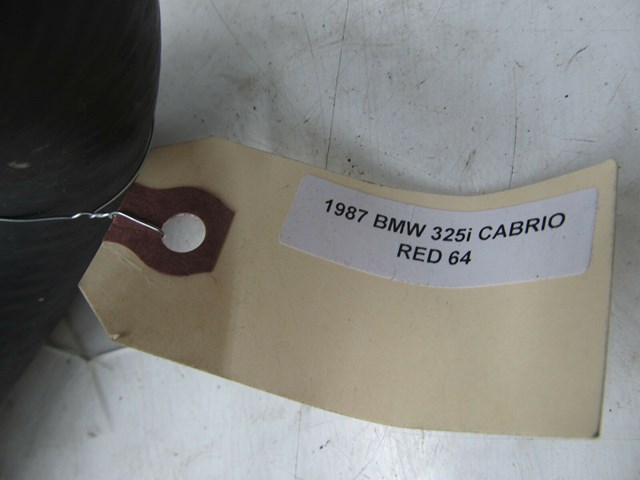 1987 BMW 325i CABRIO
RED 64